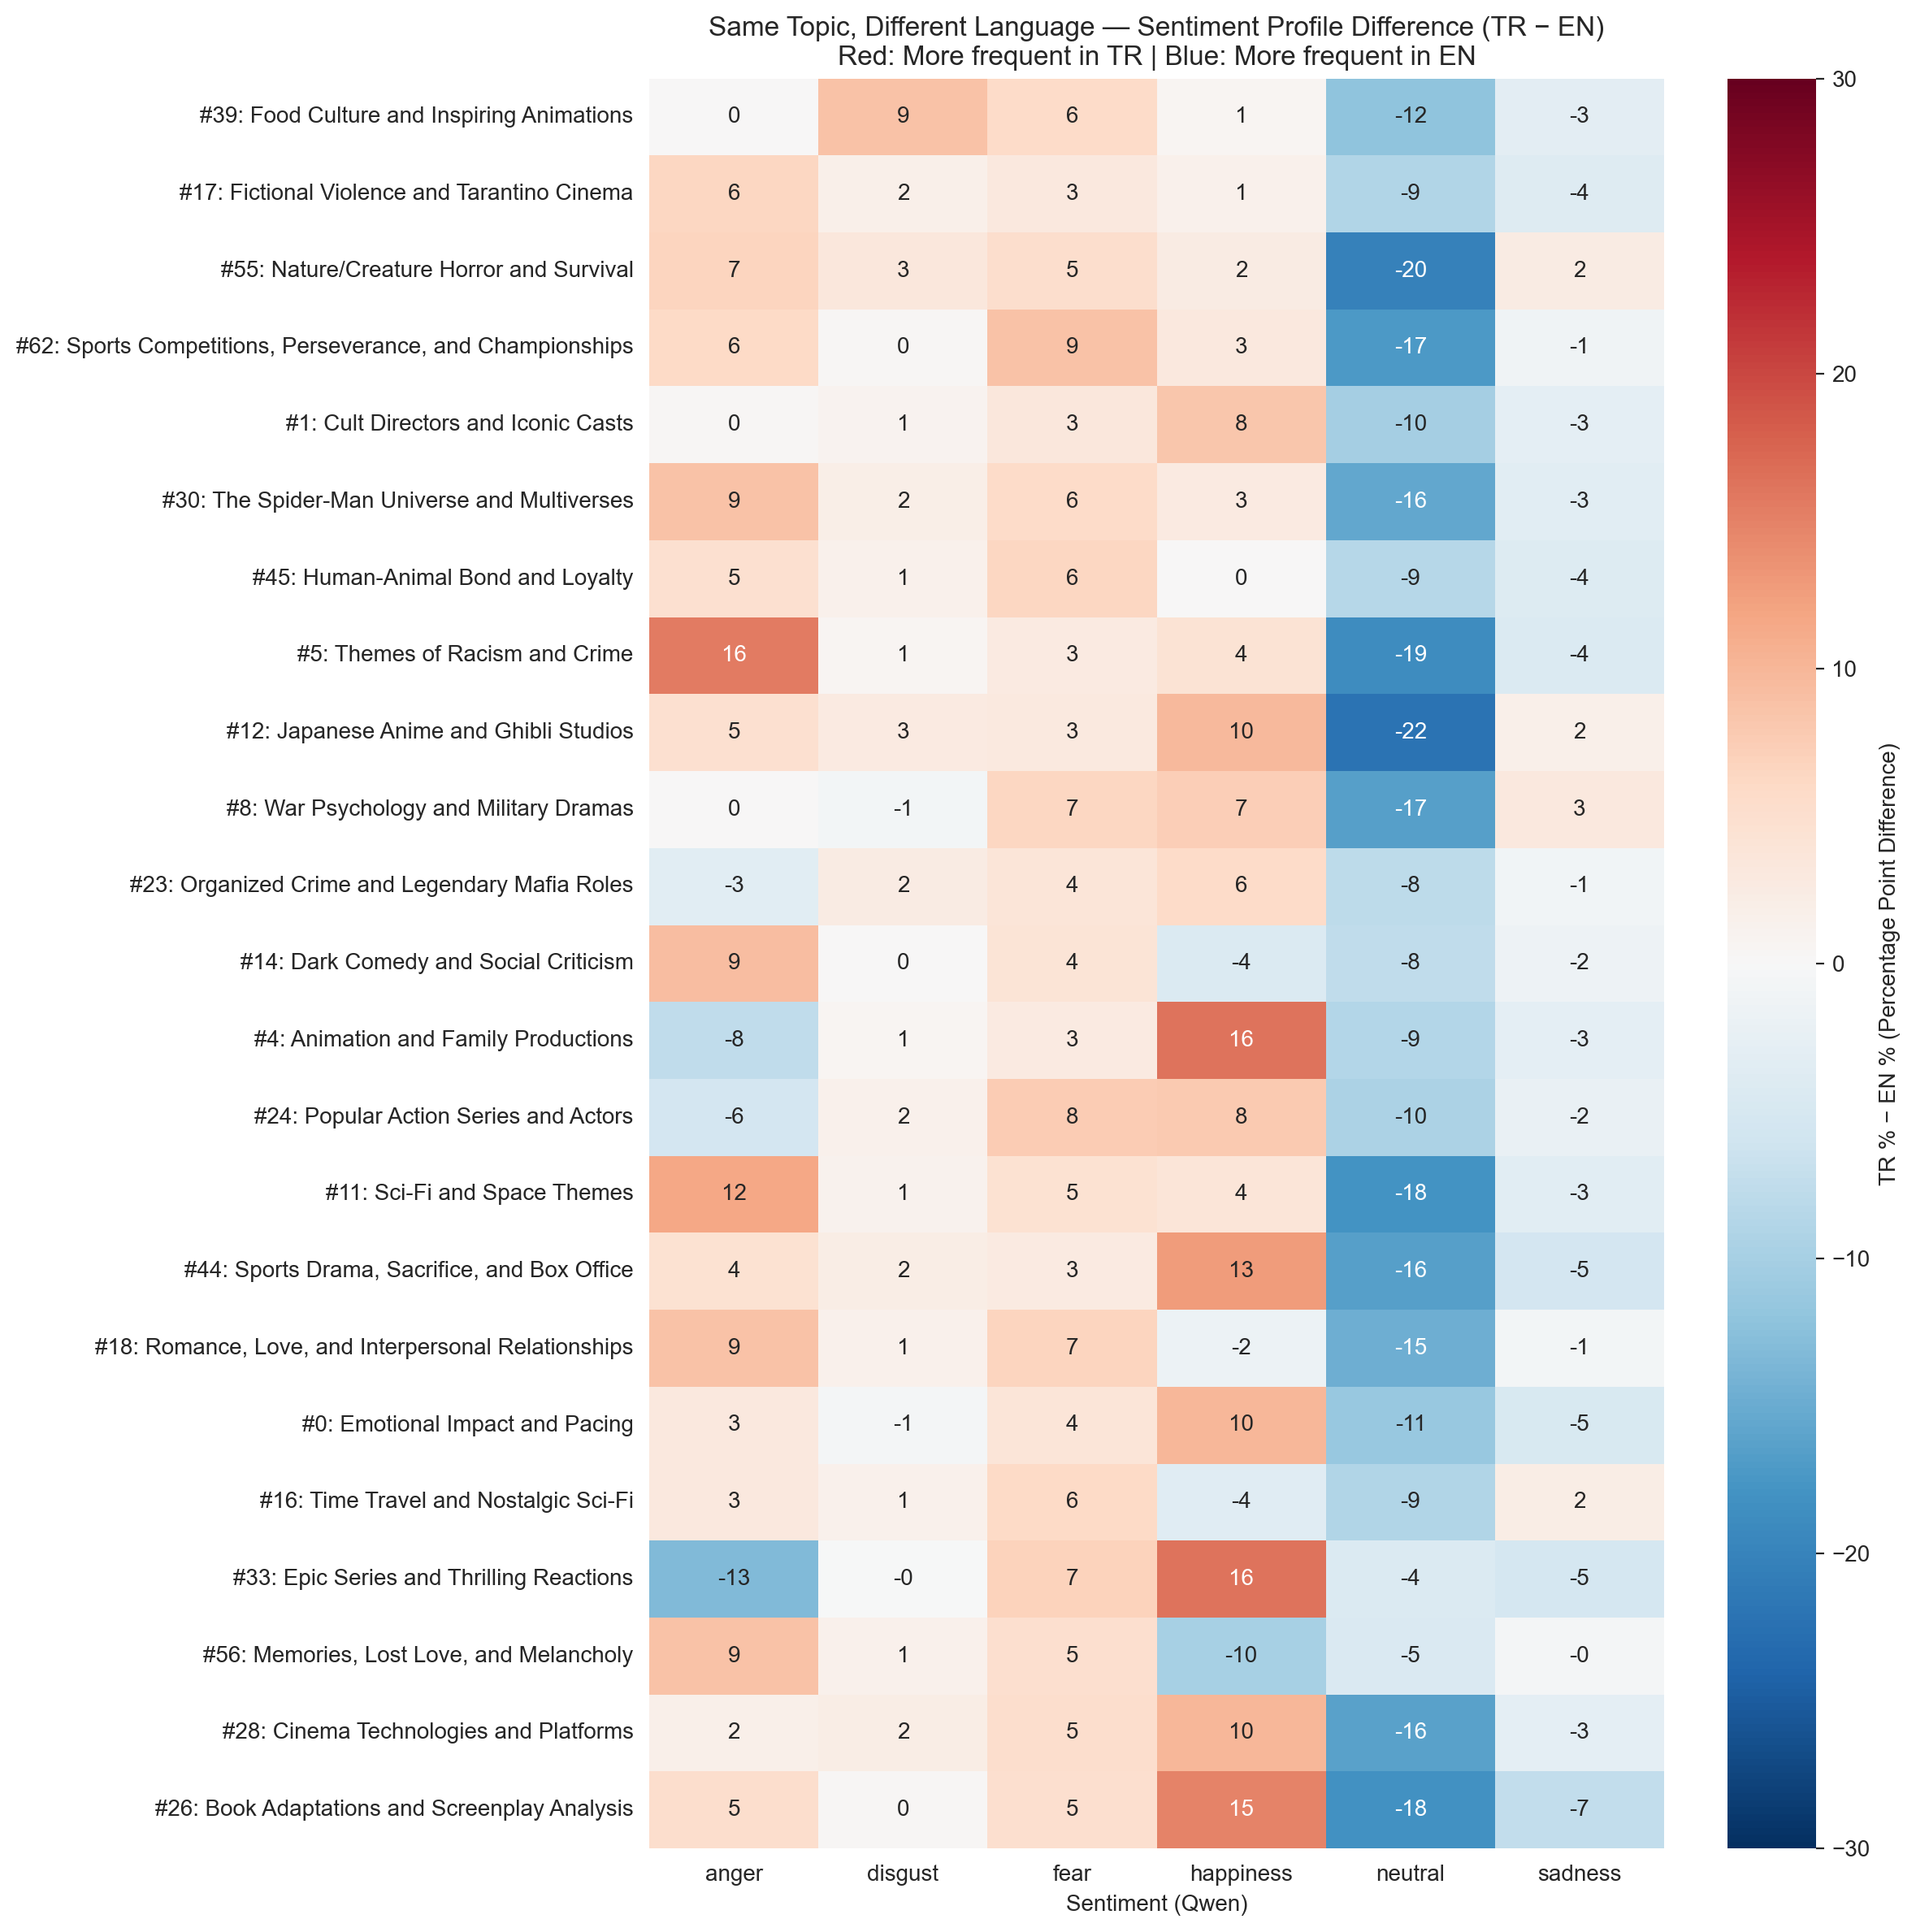 Same Topic, Different Language — Sentiment Profile Difference (TR − EN)
Red: More frequent in TR | Blue: More frequent in EN
#39: Food Culture and Inspiring Animations 0 9 6 1 -12 -3
#17: Fictional Violence and Tarantino Cinema 6 2 3 1 -9 -4
#55: Nature/Creature Horror and Survival 7 3 5 2 -20 2
#62: Sports Competitions, Perseverance, and Championships 6 0 9 3 -17 -1
#1: Cult Directors and Iconic Casts 0 1 3 8 -10 -3
#30: The Spider-Man Universe and Multiverses 9 2 6 3 -16 -3
#45: Human-Animal Bond and Loyalty 5 1 6 0 -9 -4
#5: Themes of Racism and Crime 16 1 3 4 -19 -4
#12: Japanese Anime and Ghibli Studios 5 3 3 10 -22 2
#8: War Psychology and Military Dramas 0 -1 7 7 -17 3
#23: Organized Crime and Legendary Mafia Roles -3 2 4 6 -8 -1
#14: Dark Comedy and Social Criticism 9 0 4 -4 -8 -2
#4: Animation and Family Productions -8 1 3 16 -9 -3
#24: Popular Action Series and Actors -6 2 8 8 -10 -2
#11: Sci-Fi and Space Themes 12 1 5 4 -18 -3
#44: Sports Drama, Sacrifice, and Box Office 4 2 3 13 -16 -5
#18: Romance, Love, and Interpersonal Relationships 9 1 7 -2 -15 -1
#0: Emotional Impact and Pacing 3 -1 4 10 -11 -5
#16: Time Travel and Nostalgic Sci-Fi 3 1 6 -4 -9 2
#33: Epic Series and Thrilling Reactions -13 -0 7 16 -4 -5
#56: Memories, Lost Love, and Melancholy 9 1 5 -10 -5 -0
#28: Cinema Technologies and Platforms 2 2 5 10 -16 -3
#26: Book Adaptations and Screenplay Analysis 5 0 5 15 -18 -7
anger disgust fear happiness neutral sadness
Sentiment (Qwen)
30
20
10
0
−10
−20
−30
TR % − EN % (Percentage Point Difference)